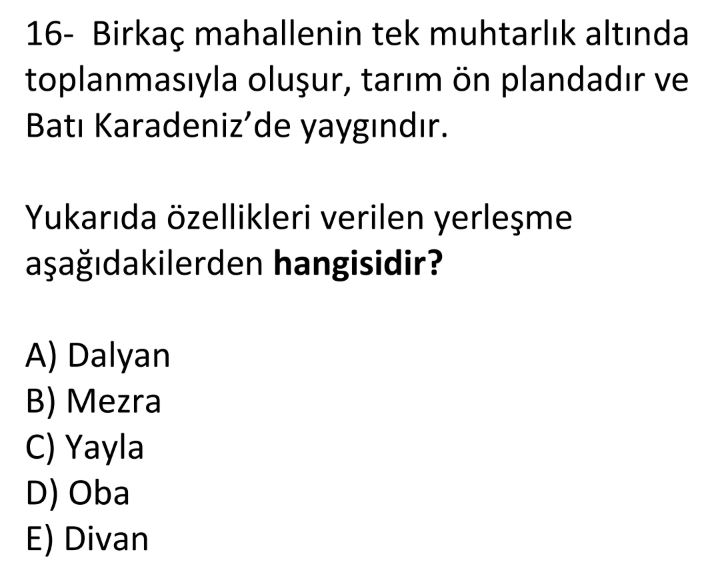 16- Birkaç mahallenin tek muhtarlık altında
toplanmasıyla oluşur, tarım ön plandadır ve
Batı Karadeniz’de yaygındır.
Yukarıda özellikleri verilen yerleşme
aşağıdakilerden hangisidir?
A) Dalyan
B) Mezra
C) Yayla
D) Oba
E) Divan